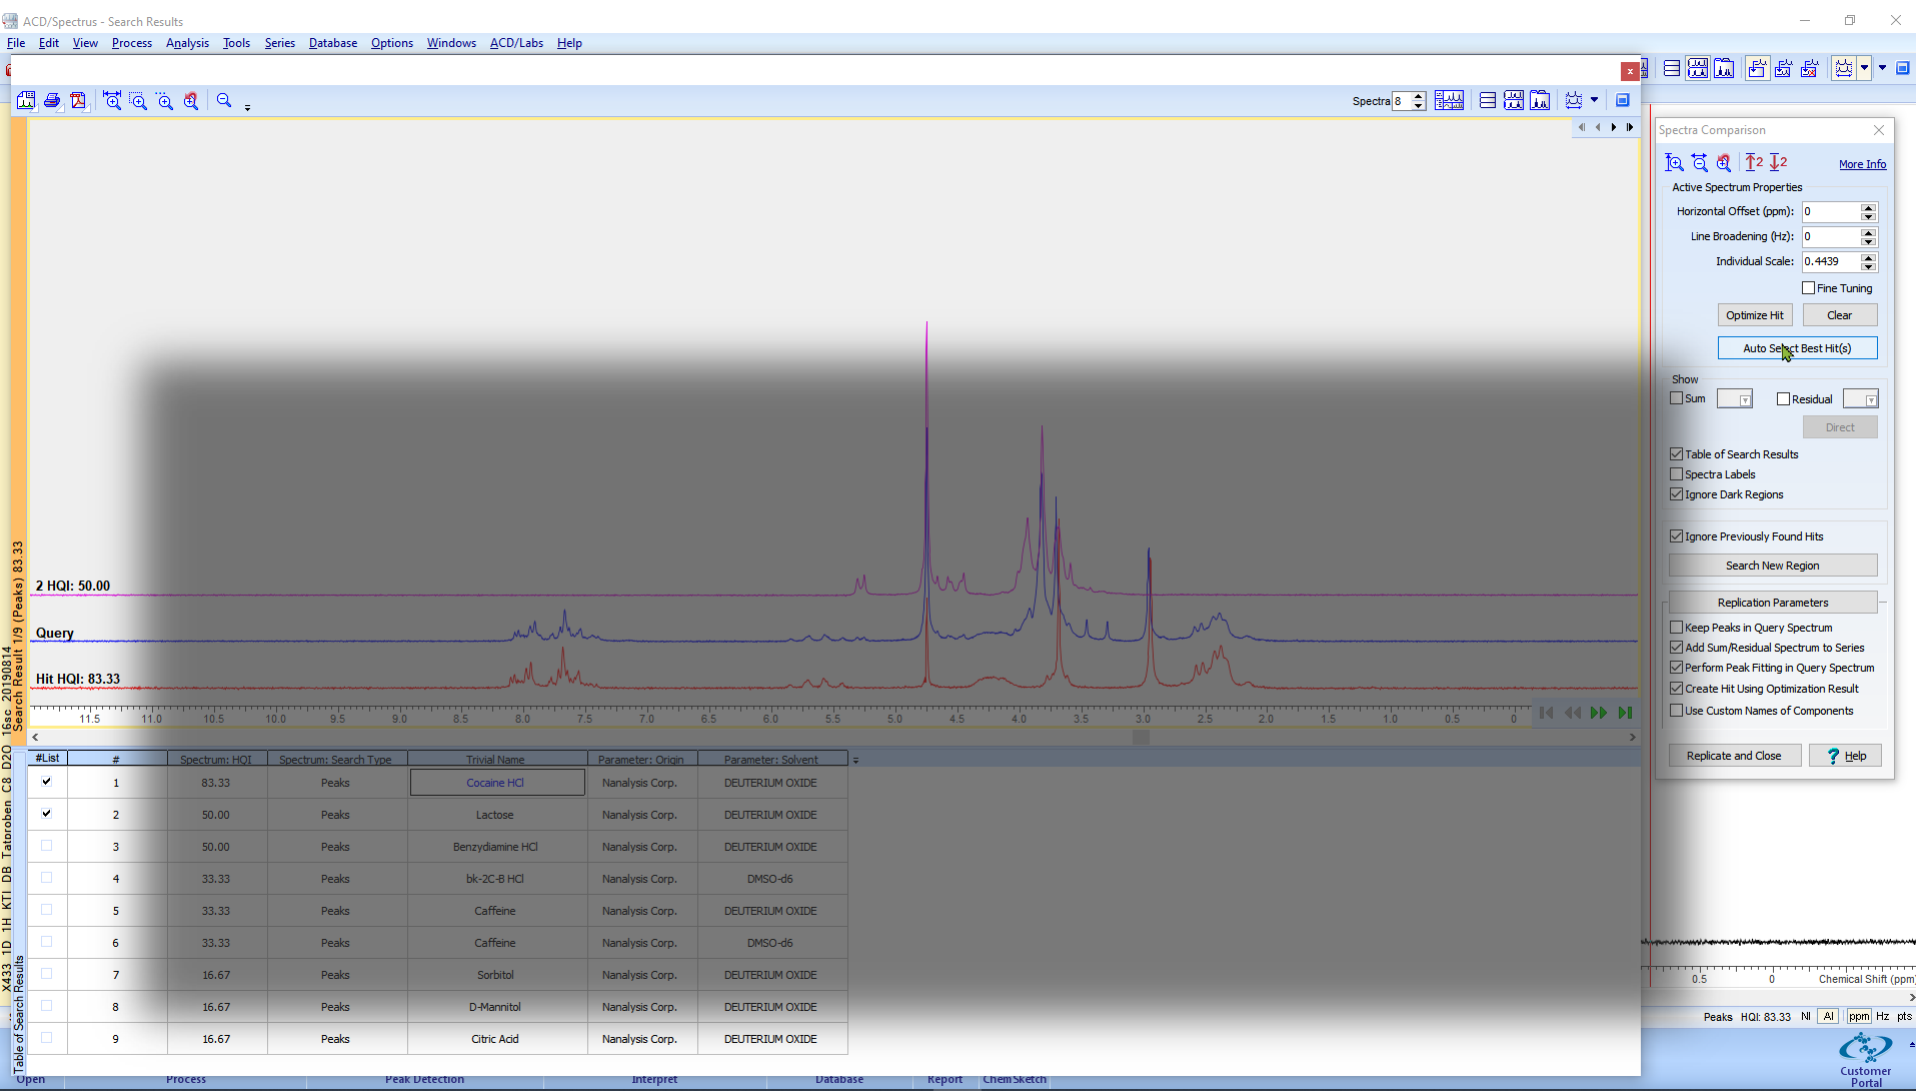 ACD/Spectrus - Search Results
File Edit View Process Analysis Tools Series Database Options Windows ACD/Labs Help
Spectra 8
2 HQI: 50.00
Query
Hit HQI: 83.33
11.5 11.0 10.5 10.0 9.5 9.0 8.5 8.0 7.5 7.0 6.5 6.0 5.5 5.0 4.5 4.0 3.5 3.0 2.5 2.0 1.5 1.0 0.5 0
Search Result 1/9 (Peaks) 83.33
X433 1D 1H KTI DB Tatproben C8 D2O 16sc 20190814
Table of Search Results
#List # Spectrum: HQI Spectrum: Search Type Trivial Name Parameter: Origin Parameter: Solvent
1 83.33 Peaks Cocaine HCl Nanalysis Corp. DEUTERIUM OXIDE
2 50.00 Peaks Lactose Nanalysis Corp. DEUTERIUM OXIDE
3 50.00 Peaks Benzydiamine HCl Nanalysis Corp. DEUTERIUM OXIDE
4 33.33 Peaks bk-2C-B HCl Nanalysis Corp. DMSO-d6
5 33.33 Peaks Caffeine Nanalysis Corp. DEUTERIUM OXIDE
6 33.33 Peaks Caffeine Nanalysis Corp. DMSO-d6
7 16.67 Peaks Sorbitol Nanalysis Corp. DEUTERIUM OXIDE
8 16.67 Peaks D-Mannitol Nanalysis Corp. DEUTERIUM OXIDE
9 16.67 Peaks Citric Acid Nanalysis Corp. DEUTERIUM OXIDE
Spectra Comparison
2 2 More Info
Active Spectrum Properties
Horizontal Offset (ppm): 0
Line Broadening (Hz): 0
Individual Scale: 0.4439
Fine Tuning
Optimize Hit Clear
Auto Select Best Hit(s)
Show
Sum Residual
Direct
Table of Search Results
Spectra Labels
Ignore Dark Regions
Ignore Previously Found Hits
Search New Region
Replication Parameters
Keep Peaks in Query Spectrum
Add Sum/Residual Spectrum to Series
Perform Peak Fitting in Query Spectrum
Create Hit Using Optimization Result
Use Custom Names of Components
Replicate and Close ? Help
0.5 0 Chemical Shift (ppm)
Peaks HQI: 83.33 NI AI ppm Hz pts
Customer
Portal
Open Process Peak Detection Interpret Database Report ChemSketch